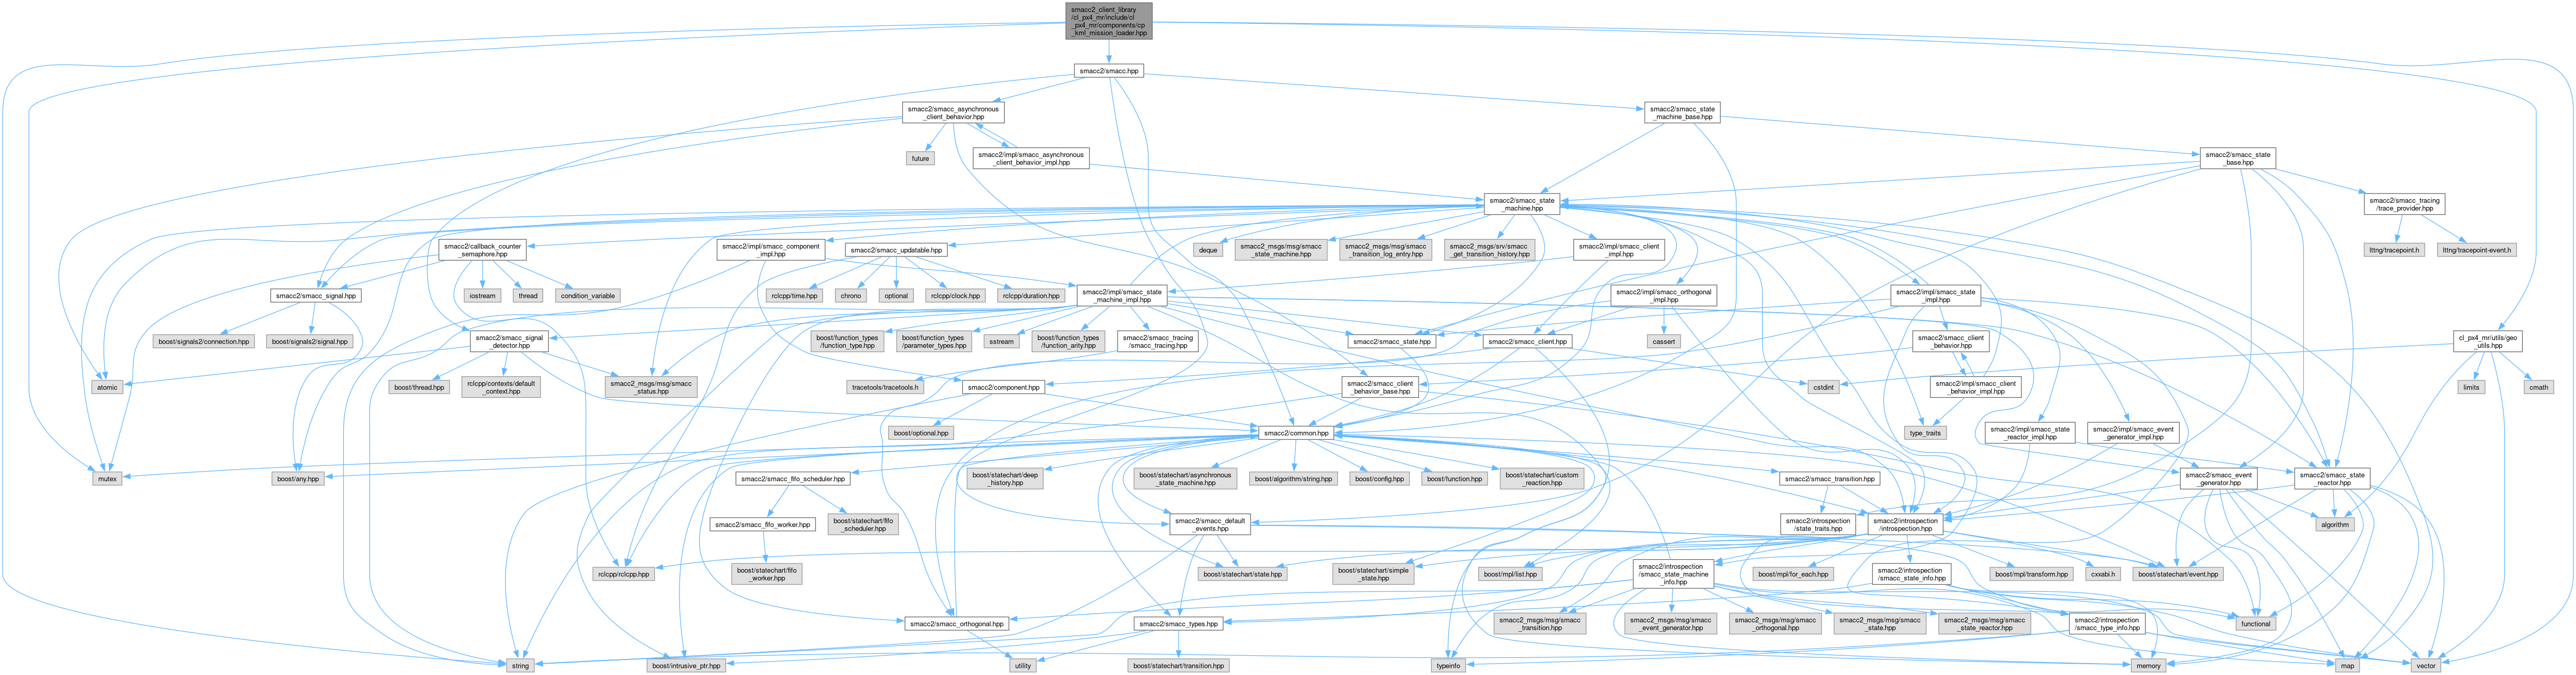 smacc2_client_library
/cl_px4_mr/include/cl
_px4_mr/components/cp
_kml_mission_loader.hpp
smacc2/smacc.hpp
smacc2/smacc_asynchronous
_client_behavior.hpp
smacc2/smacc_state
_machine_base.hpp
future
smacc2/impl/smacc_asynchronous
_client_behavior_impl.hpp
smacc2/smacc_state
_base.hpp
smacc2/smacc_state
_machine.hpp
smacc2/smacc_tracing
/trace_provider.hpp
smacc2/callback_counter
_semaphore.hpp
smacc2/impl/smacc_component
_impl.hpp
smacc2/smacc_updatable.hpp
deque
smacc2_msgs/msg/smacc
_state_machine.hpp
smacc2_msgs/msg/smacc
_transition_log_entry.hpp
smacc2_msgs/srv/smacc
_get_transition_history.hpp
smacc2/impl/smacc_client
_impl.hpp
lttng/tracepoint.h
lttng/tracepoint-event.h
smacc2/smacc_signal.hpp
iostream
thread
condition_variable
rclcpp/time.hpp
chrono
optional
rclcpp/clock.hpp
rclcpp/duration.hpp
smacc2/impl/smacc_state
_machine_impl.hpp
smacc2/impl/smacc_orthogonal
_impl.hpp
smacc2/impl/smacc_state
_impl.hpp
boost/signals2/connection.hpp
boost/signals2/signal.hpp
smacc2/smacc_signal
_detector.hpp
boost/function_types
/function_type.hpp
boost/function_types
/parameter_types.hpp
sstream
boost/function_types
/function_arity.hpp
smacc2/smacc_tracing
/smacc_tracing.hpp
smacc2/smacc_state.hpp
smacc2/smacc_client.hpp
cassert
smacc2/smacc_client
_behavior.hpp
cl_px4_mr/utils/geo
_utils.hpp
atomic
boost/thread.hpp
rclcpp/contexts/default
_context.hpp
smacc2_msgs/msg/smacc
_status.hpp
tracetools/tracetools.h
smacc2/component.hpp
smacc2/smacc_client
_behavior_base.hpp
cstdint
smacc2/impl/smacc_client
_behavior_impl.hpp
limits
cmath
boost/optional.hpp
smacc2/common.hpp
type_traits
smacc2/impl/smacc_state
_reactor_impl.hpp
smacc2/impl/smacc_event
_generator_impl.hpp
mutex
boost/any.hpp
smacc2/smacc_fifo_scheduler.hpp
boost/statechart/deep
_history.hpp
boost/statechart/asynchronous
_state_machine.hpp
boost/algorithm/string.hpp
boost/config.hpp
boost/function.hpp
boost/statechart/custom
_reaction.hpp
smacc2/smacc_transition.hpp
smacc2/smacc_event
_generator.hpp
smacc2/smacc_state
_reactor.hpp
smacc2/smacc_fifo_worker.hpp
boost/statechart/fifo
_scheduler.hpp
smacc2/smacc_default
_events.hpp
smacc2/introspection
/state_traits.hpp
smacc2/introspection
/introspection.hpp
algorithm
rclcpp/rclcpp.hpp
boost/statechart/fifo
_worker.hpp
boost/statechart/state.hpp
boost/statechart/simple
_state.hpp
boost/mpl/list.hpp
boost/mpl/for_each.hpp
smacc2/introspection
/smacc_state_machine
_info.hpp
smacc2/introspection
/smacc_state_info.hpp
boost/mpl/transform.hpp
cxxabi.h
boost/statechart/event.hpp
smacc2/smacc_orthogonal.hpp
smacc2/smacc_types.hpp
smacc2_msgs/msg/smacc
_transition.hpp
smacc2_msgs/msg/smacc
_event_generator.hpp
smacc2_msgs/msg/smacc
_orthogonal.hpp
smacc2_msgs/msg/smacc
_state.hpp
smacc2_msgs/msg/smacc
_state_reactor.hpp
smacc2/introspection
/smacc_type_info.hpp
functional
string
boost/intrusive_ptr.hpp
utility
boost/statechart/transition.hpp
typeinfo
memory
map
vector